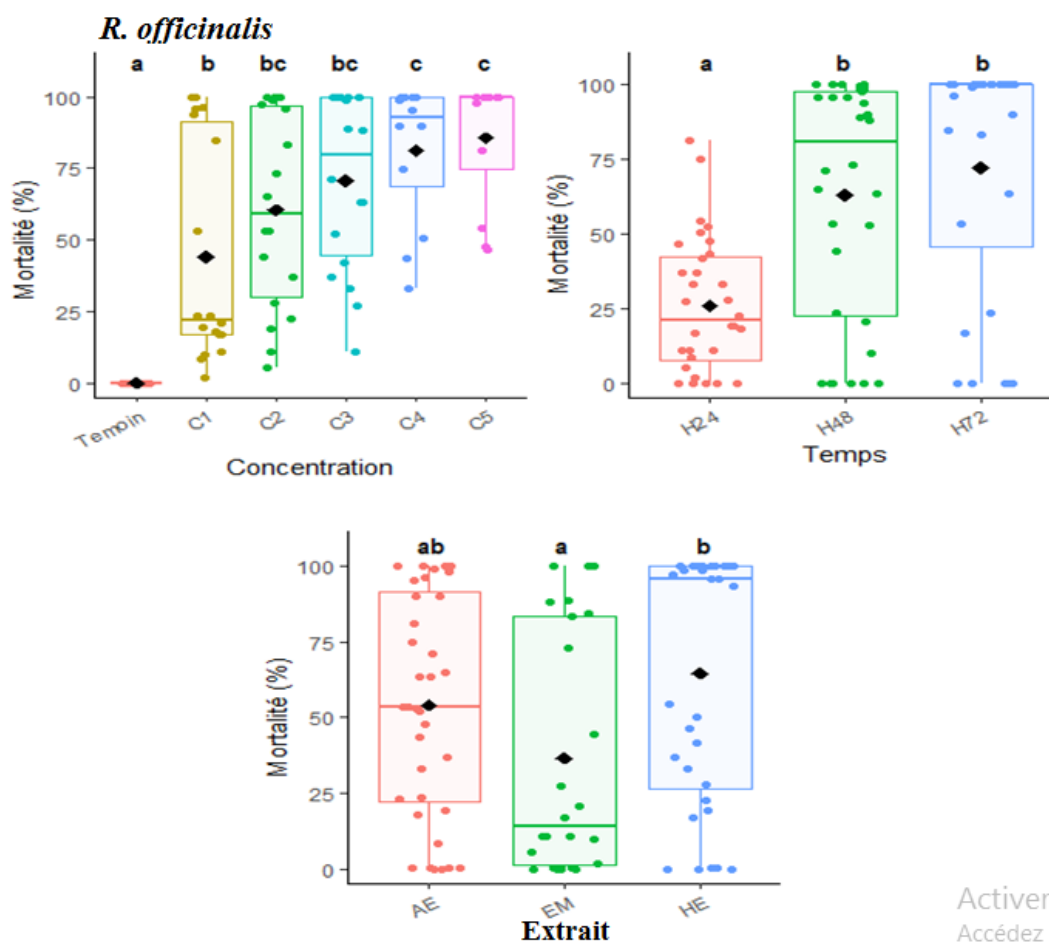 R. officinalis
a b bc bc c c
100
75
50
25
0
Mortalité (%)
Temoin C1 C2 C3 C4 C5
Concentration
a b b
100
75
50
25
0
Mortalité (%)
H24 H48 H72
Temps
ab a b
100
75
50
25
0
Mortalité (%)
AE EM HE
Extrait
Activer
Accédez